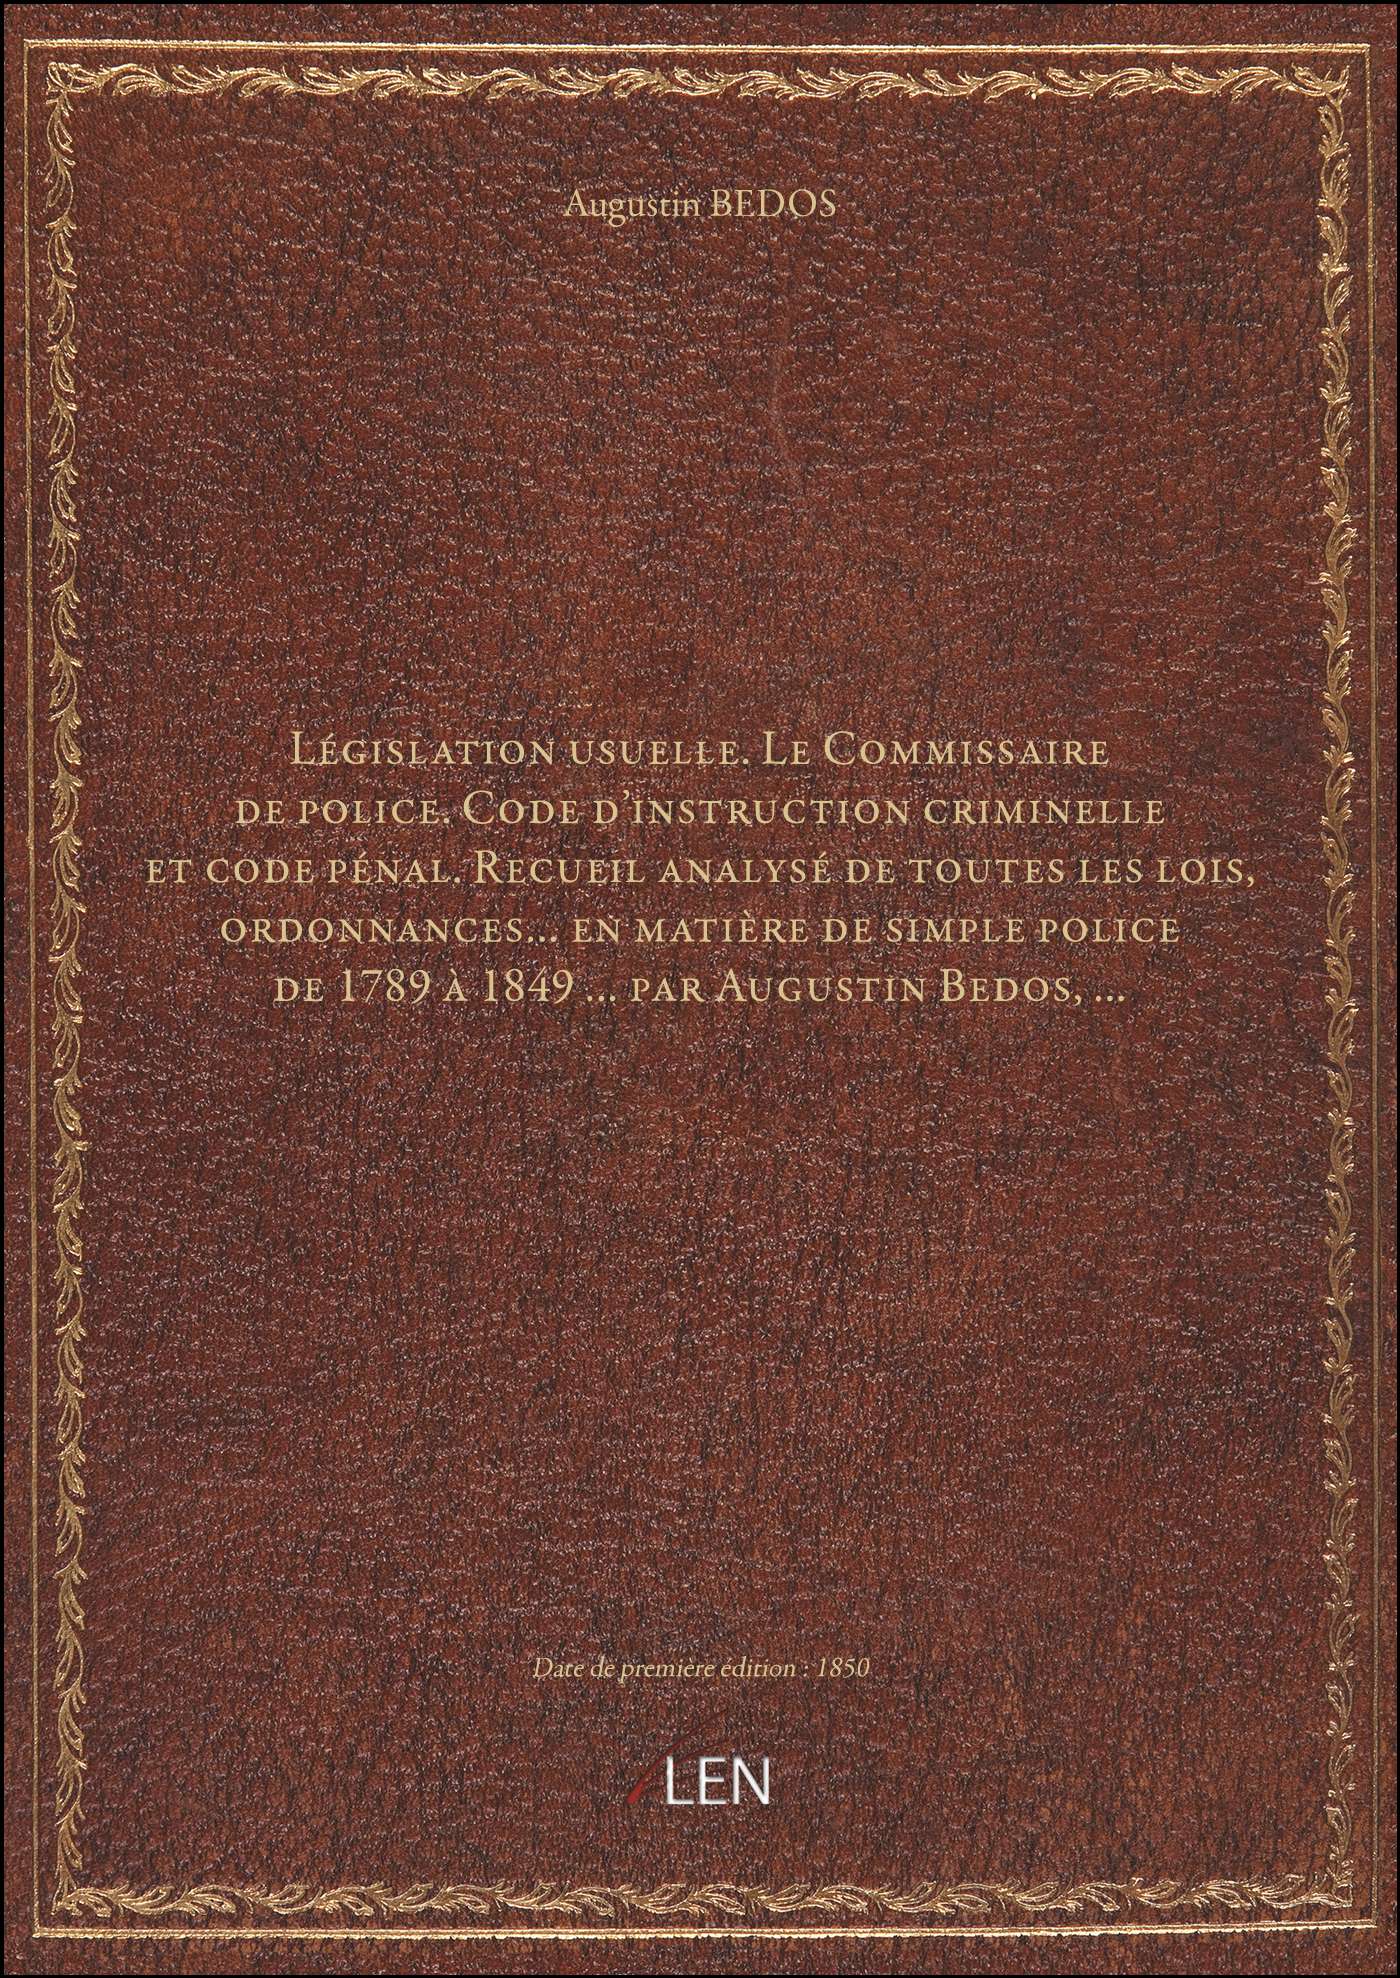 Augustin BEDOS
Législation usuelle. Le Commissaire
de police. Code d'instruction criminelle
et code pénal. Recueil analysé de toutes les lois,
ordonnances... en matière de simple police
de 1789 à 1849 ... par Augustin Bedos, ...
Date de première édition : 1850
LEN